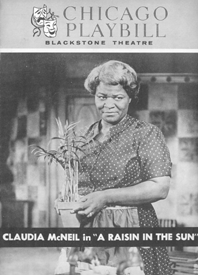 CHICAGO
PLAYBILL
BLACKSTONE THEATRE
CLAUDIA McNEIL in "A RAISIN IN THE SUN"